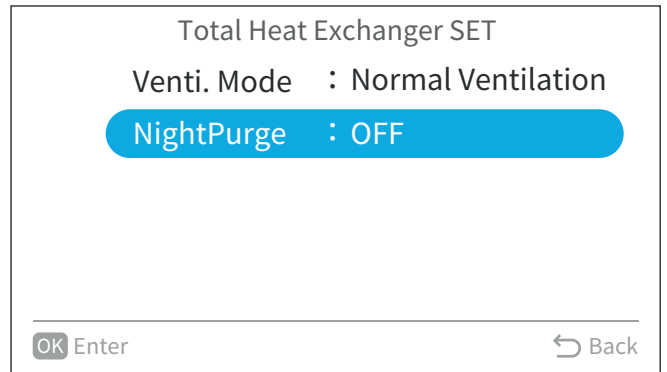 Total Heat Exchanger SET
Venti. Mode : Normal Ventilation
NightPurge : OFF
OK Enter Back